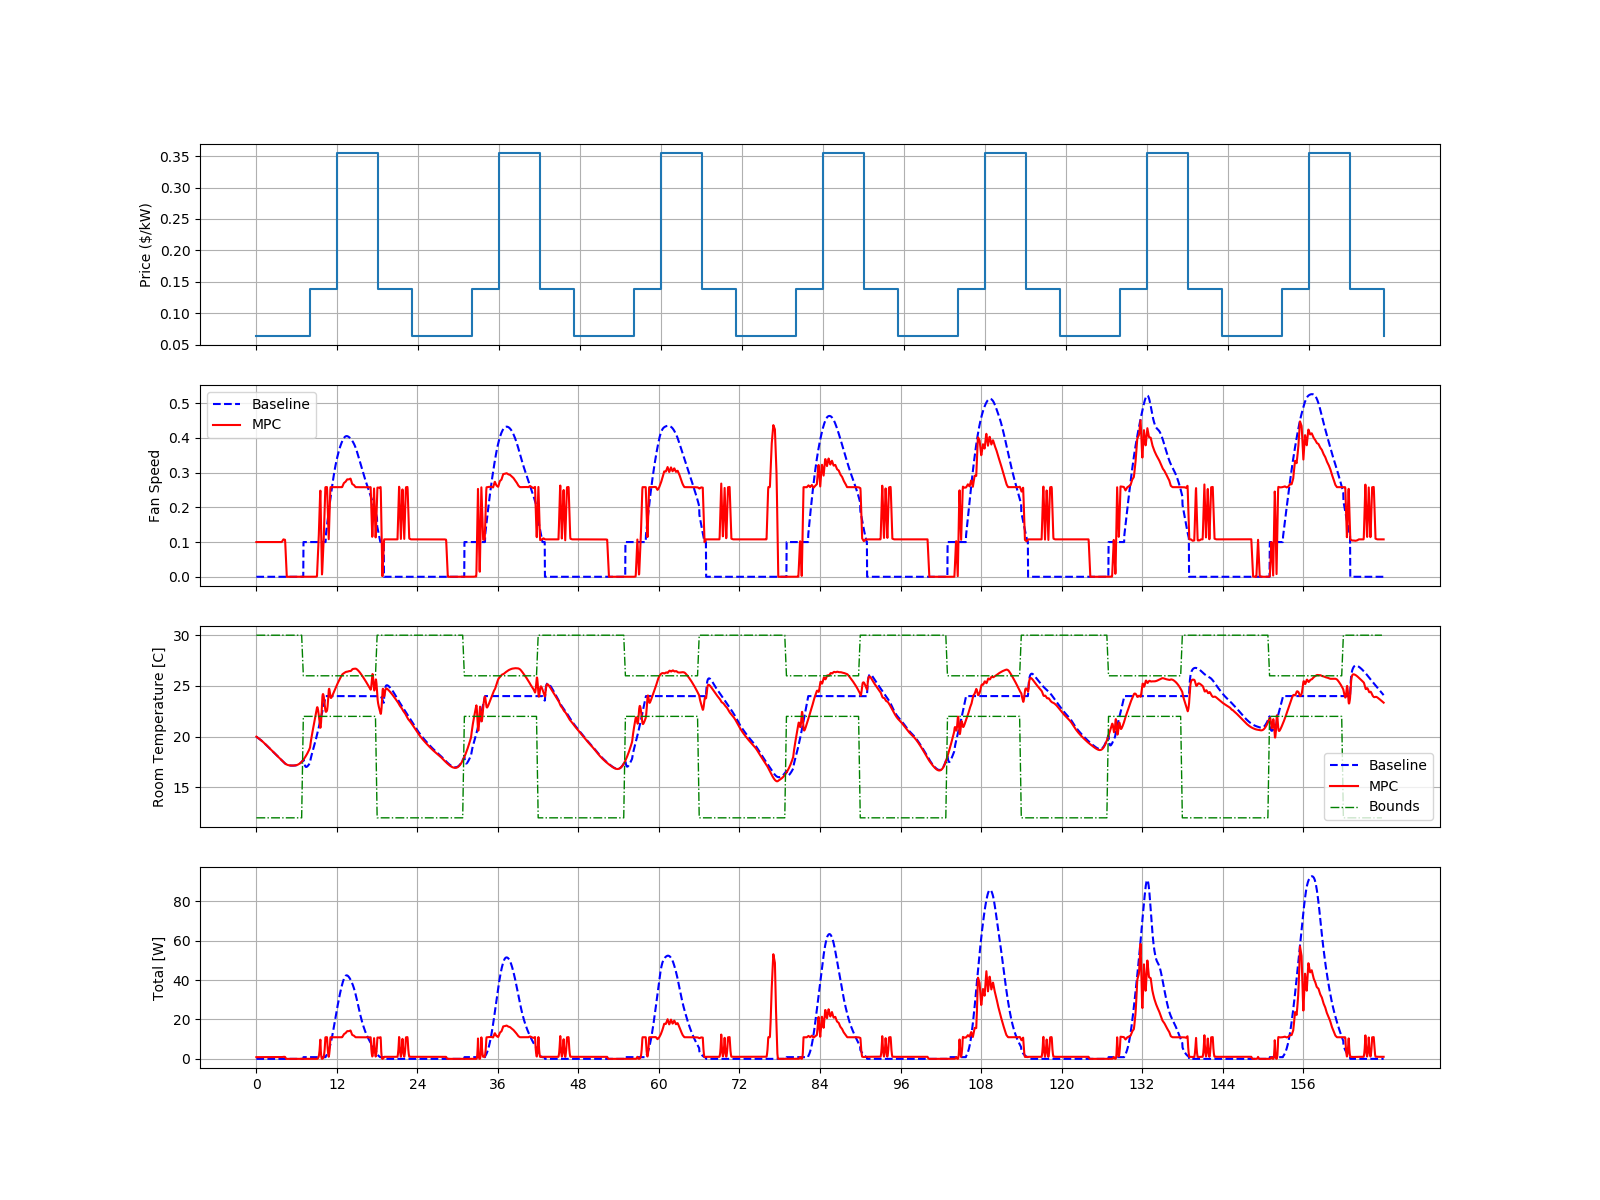 0.35
0.30
0.25
0.20
0.15
0.10
0.05
Price ($/kW)
0.5
0.4
0.3
0.2
0.1
0.0
Fan Speed
Baseline
MPC
30
25
20
15
Room Temperature [C]
Baseline
MPC
Bounds
80
60
40
20
0
Total [W]
0 12 24 36 48 60 72 84 96 108 120 132 144 156